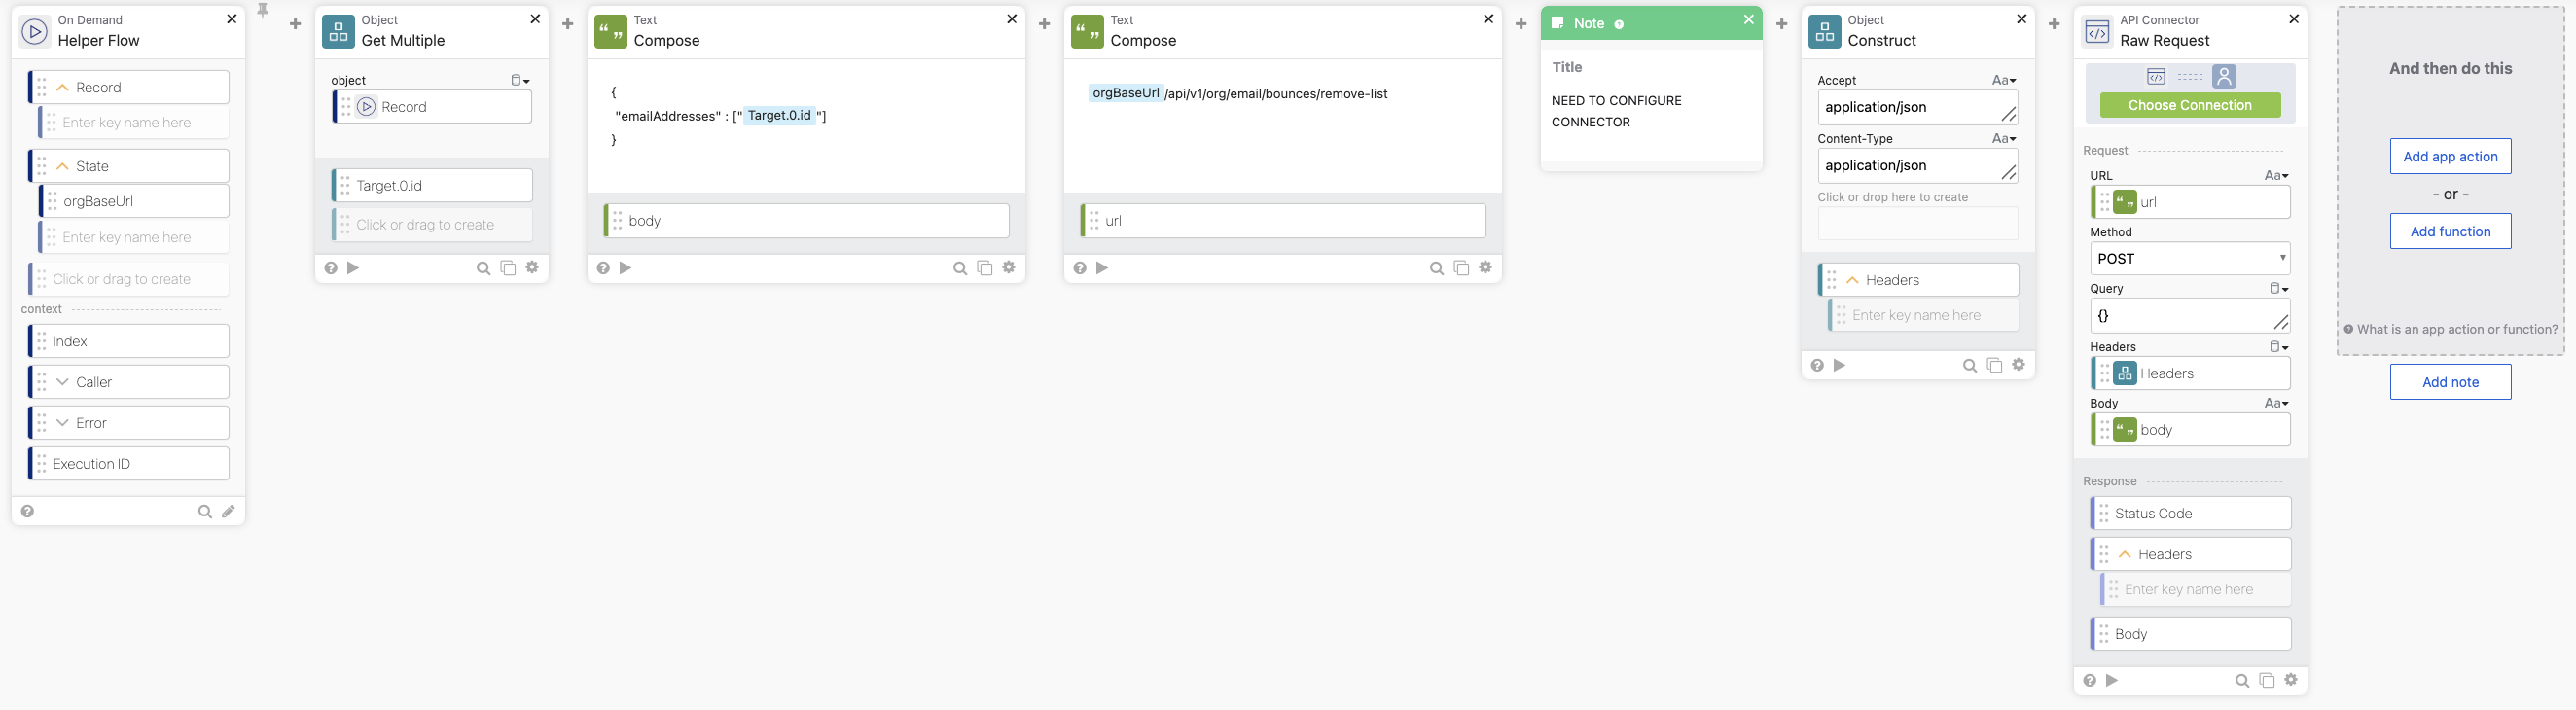 On Demand
Helper Flow
Record
Enter key name here
State
orgBaseUrl
Enter key name here
Click or drag to create
context
Index
Caller
Error
Execution ID
Object
Get Multiple
object
Record
Target.0.id
Click or drag to create
Text
Compose
{
"emailAddresses" : [" Target.0.id "]
}
body
Text
Compose
orgBaseUrl /api/v1/org/email/bounces/remove-list
url
Note
Title
NEED TO CONFIGURE
CONNECTOR
Object
Construct
Accept Aa
application/json
Content-Type Aa
application/json
Click or drop here to create
Headers
Enter key name here
API Connector
Raw Request
Choose Connection
Request
URL Aa
url
Method
POST
Query
{}
Headers
Headers
Body Aa
body
Response
Status Code
Headers
Enter key name here
Body
And then do this
Add app action
- or -
Add function
What is an app action or function?
Add note